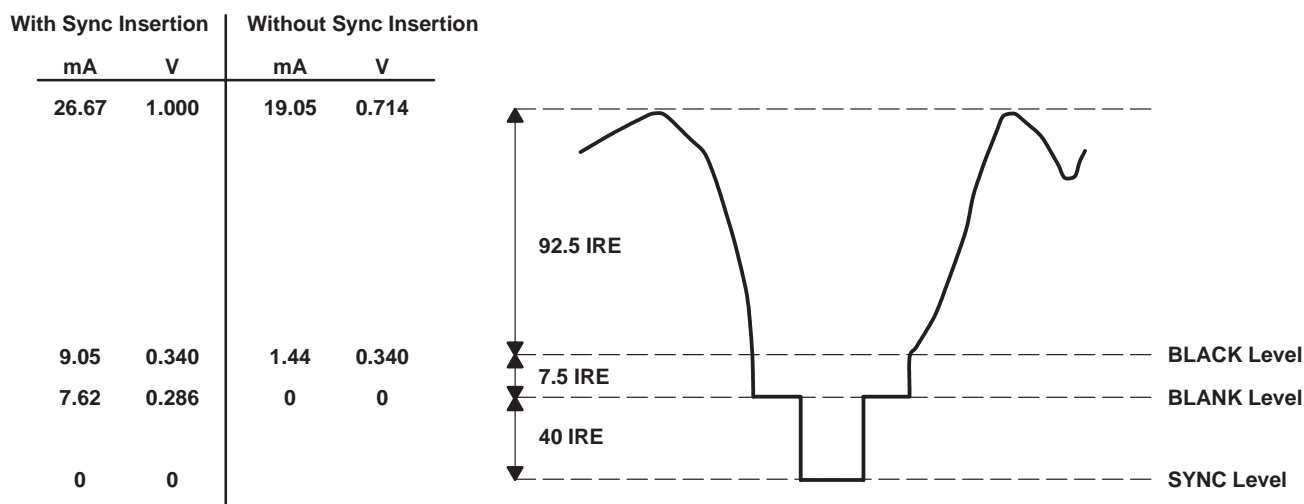 With Sync Insertion Without Sync Insertion
mA V mA V
26.67 1.000 19.05 0.714
92.5 IRE
9.05 0.340 1.44 0.340 BLACK Level
7.5 IRE
7.62 0.286 0 0 BLANK Level
40 IRE
0 0 SYNC Level